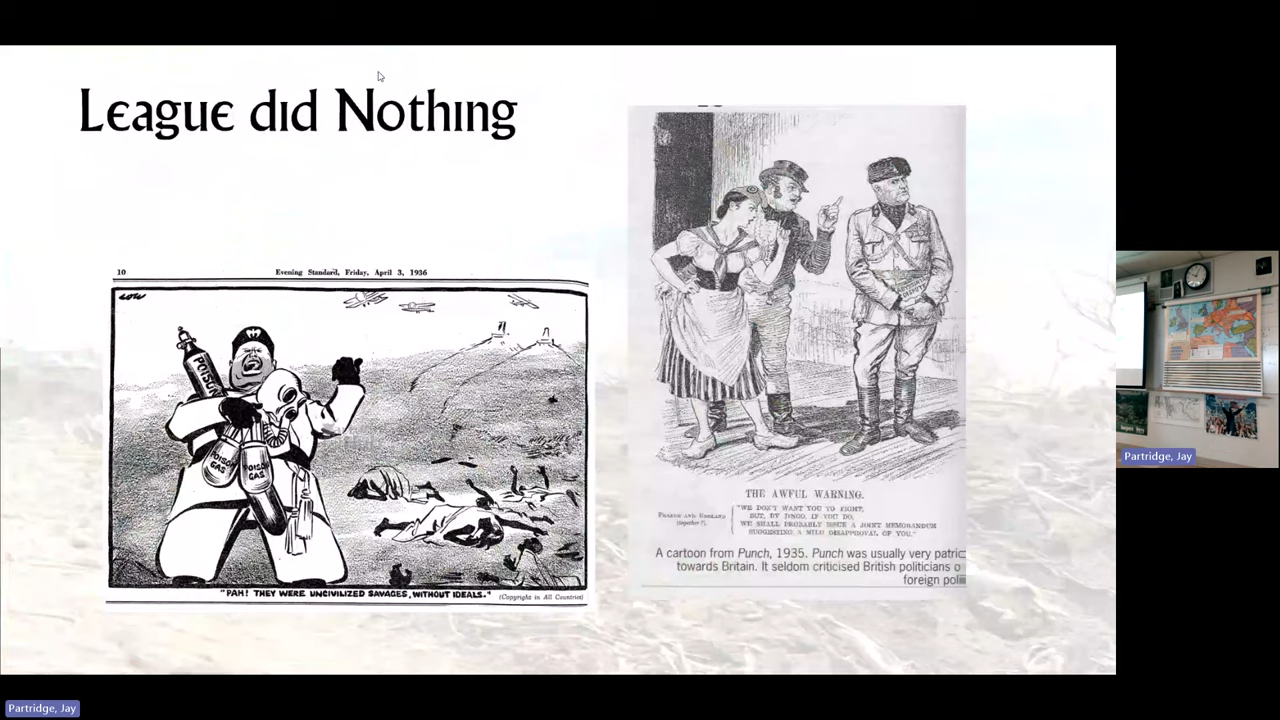 League did Nothing
10 Evening Standard, Friday, April 3, 1936
LOW
POISON
POISON GAS
POISON GAS
"PAH! THEY WERE UNCIVILIZED SAVAGES, WITHOUT IDEALS." (Copyright in All Countries)
THE AWFUL WARNING.
FRANCE AND ENGLAND
(together ?).
"WE DON'T WANT YOU TO FIGHT,
BUT, BY JINGO, IF YOU DO,
WE SHALL PROBABLY ISSUE A JOINT MEMORANDUM
SUGGESTING A MILD DISAPPROVAL OF YOU."
A cartoon from Punch, 1935. Punch was usually very patric
towards Britain. It seldom criticised British politicians o
foreign poli
Partridge, Jay
Partridge, Jay